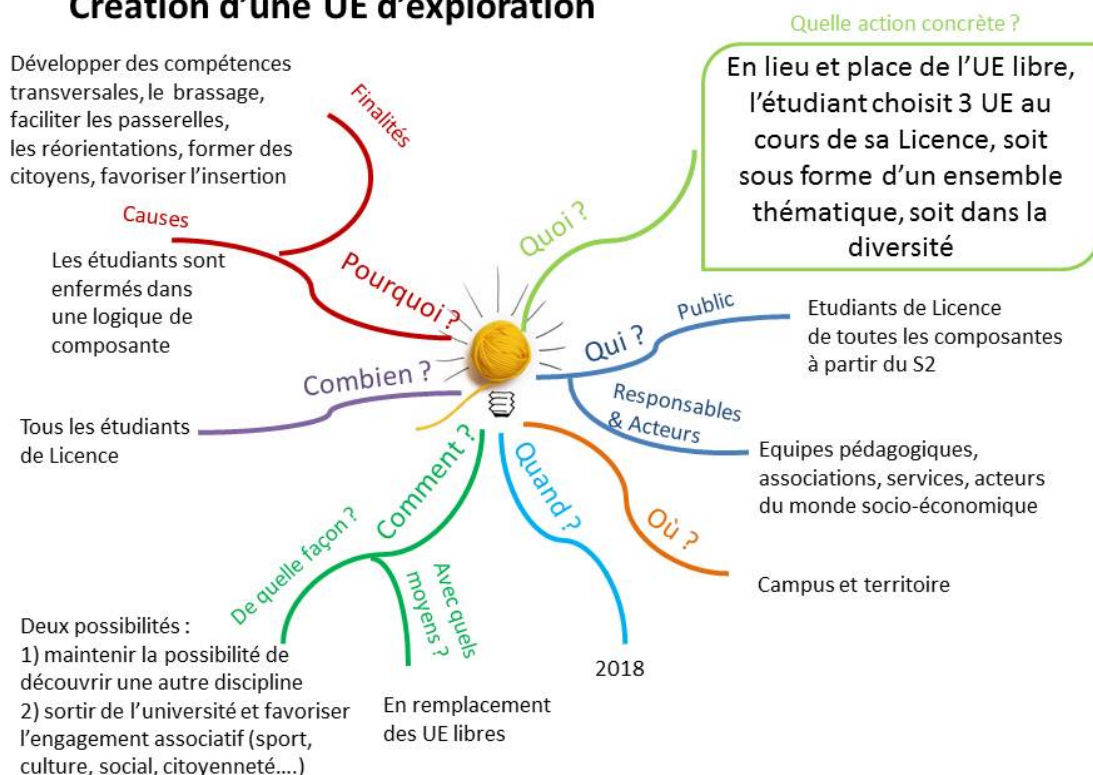 Création d'une UE d'exploration
Quelle action concrète ?
En lieu et place de l'UE libre,
l'étudiant choisit 3 UE au
cours de sa Licence, soit
sous forme d'un ensemble
thématique, soit dans la
diversité
Quoi ?
Développer des compétences
transversales, le brassage,
faciliter les passerelles,
les réorientations, former des
citoyens, favoriser l'insertion
Finalités
Causes
Les étudiants sont
enfermés dans
une logique de
composante
Pourquoi ?
Qui ?
Public
Etudiants de Licence
de toutes les composantes
à partir du S2
Responsables
& Acteurs
Equipes pédagogiques,
associations, services, acteurs
du monde socio-économique
Combien ?
Tous les étudiants
de Licence
Comment ?
De quelle façon ?
Deux possibilités :
1) maintenir la possibilité de
découvrir une autre discipline
2) sortir de l'université et favoriser
l'engagement associatif (sport,
culture, social, citoyenneté....)
Avec quels
moyens ?
En remplacement
des UE libres
Quand ?
2018
Où ?
Campus et territoire